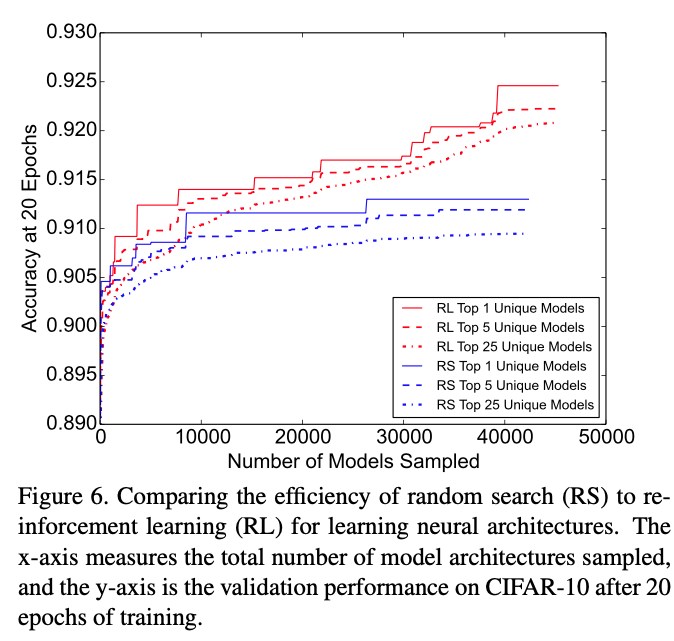 0.930
0.925
0.920
0.915
0.910
0.905
0.900
0.895
0.890
Accuracy at 20 Epochs
RL Top 1 Unique Models
RL Top 5 Unique Models
RL Top 25 Unique Models
RS Top 1 Unique Models
RS Top 5 Unique Models
RS Top 25 Unique Models
0 10000 20000 30000 40000 50000
Number of Models Sampled
Figure 6. Comparing the efficiency of random search (RS) to re-
inforcement learning (RL) for learning neural architectures. The
x-axis measures the total number of model architectures sampled,
and the y-axis is the validation performance on CIFAR-10 after 20
epochs of training.